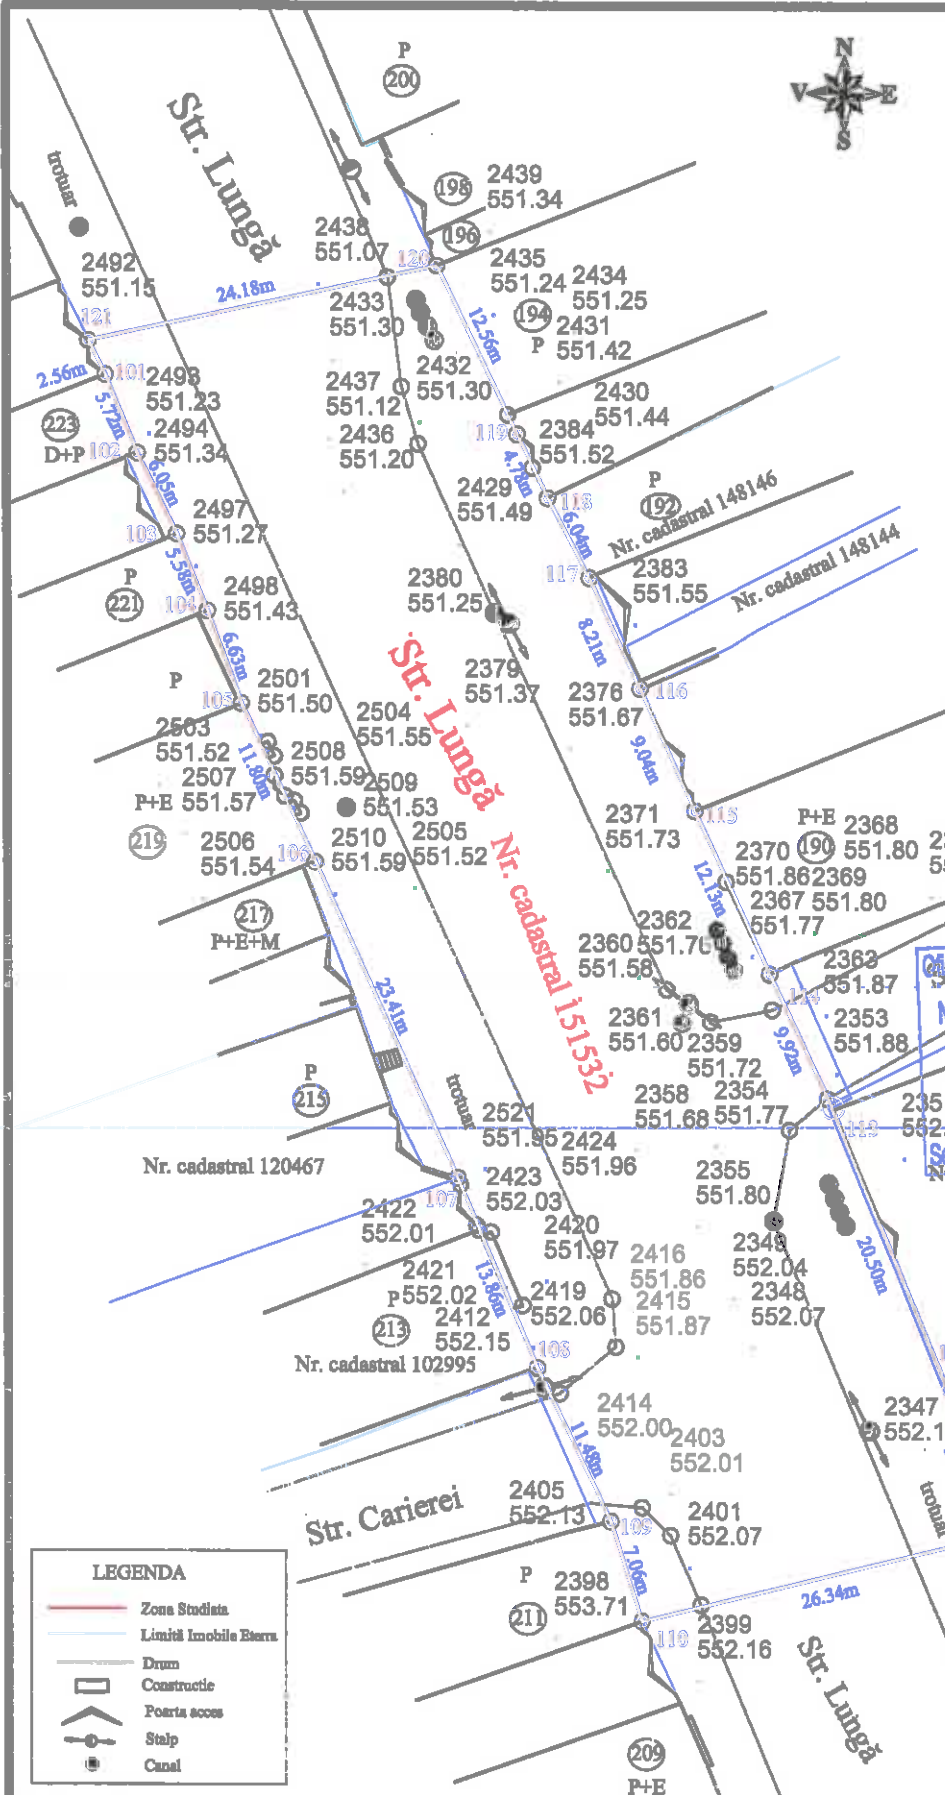 P
200
N
V E
S
Str. Lungă
trotuar
198
2439
551.34
196
2438
551.07
120
2492
551.15
24.18m
2435
551.24
2434
551.25
194
P
2431
551.42
2433
551.30
12.56m
121
2.56m
101
2493
551.23
2432
551.30
2437
551.12
2430
551.44
5.72m
223
D+P
102
2494
551.34
2436
551.20
119
2384
551.52
4.78m
6.05m
2429
551.49
118
P
192
Nr. cadastral 148146
103
2497
551.27
6.04m
Nr. cadastral 148144
5.58m
P
221
104
2498
551.43
2380
551.25
117
2383
551.55
8.21m
6.63m
Str. Lungă Nr. cadastral 151532
2379
551.37
P
105
2501
551.50
2376
551.67
116
2503
551.52
2504
551.55
9.04m
11.80m
2508
551.59
2507
551.57
P+E
219
2509
551.53
2371
551.73
115
P+E
190
2368
551.80
2506
551.54
106
2510
551.59
2505
551.52
2370
551.86
2369
551.80
12.13m
2367
551.77
217
P+E+M
2362
551.76
2360
551.58
23.41m
2363
551.87
114
2361
551.60
2353
551.88
9.92m
2359
551.72
P
215
trotuar
2358
551.68
2354
551.77
2521
551.95
113
2424
551.96
Nr. cadastral 120467
2355
551.80
107
2423
552.03
2422
552.01
2420
551.97
2349
552.04
20.50m
2416
551.86
2421
552.02
13.86m
2419
552.06
2348
552.07
2415
551.87
P
213
2412
552.15
108
Nr. cadastral 102995
2414
552.00
2347
11.48m
2403
552.01
2405
552.13
Str. Carierei
109
2401
552.07
trotuar
LEGENDA
Zona Studiata
Limită Imobile Eterra
Drum
Constructie
Poarta acces
Stalp
Canal
7.06m
P
211
2398
553.71
26.34m
110
2399
552.16
Str. Lungă
209
P+E